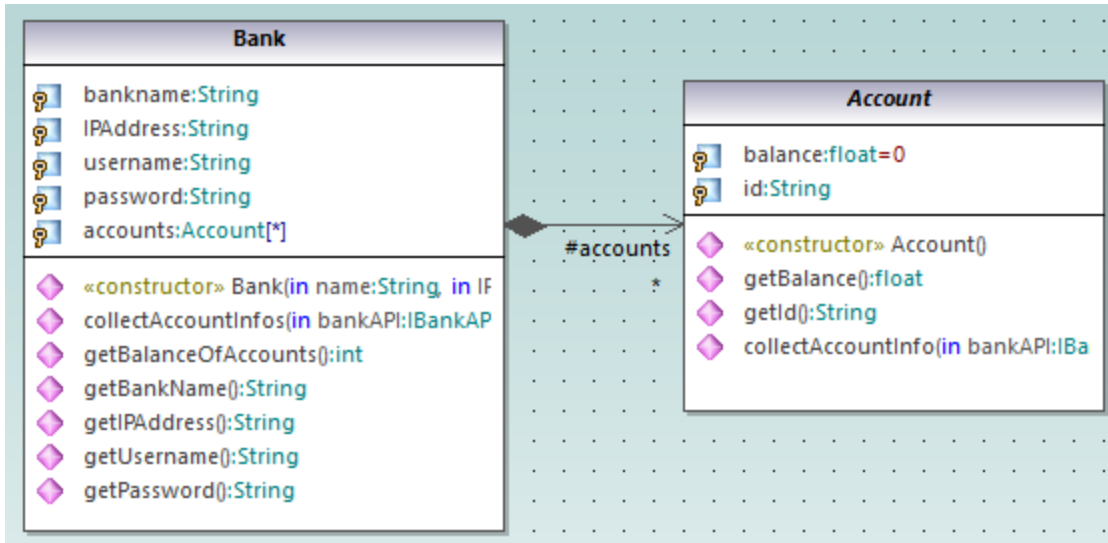 Bank
bankname:String
IPAddress:String
username:String
password:String
accounts:Account[*]
«constructor» Bank(in name:String, in IF
collectAccountInfos(in bankAPI:IBankAP
getBalanceOfAccounts():int
getBankName():String
getIPAddress():String
getUsername():String
getPassword():String
#accounts
*
Account
balance:float=0
id:String
«constructor» Account()
getBalance():float
getId():String
collectAccountInfo(in bankAPI:IBa